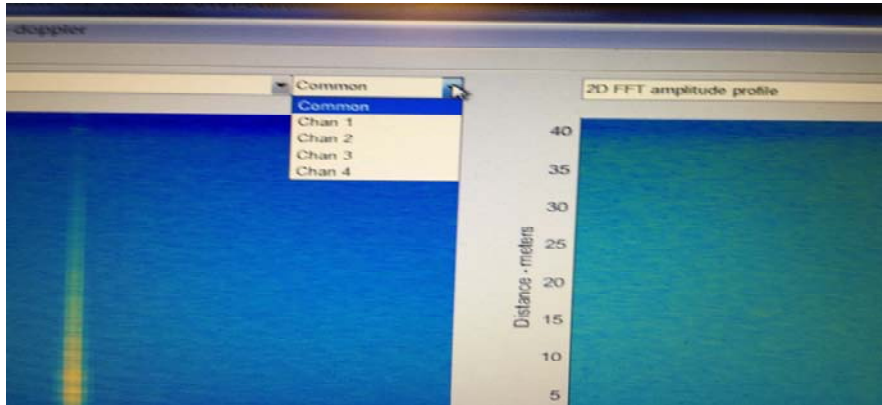 doppler
Common
Common
Chan 1
Chan 2
Chan 3
Chan 4
2D FFT amplitude profile
Distance - meters
40
35
30
25
20
15
10
5